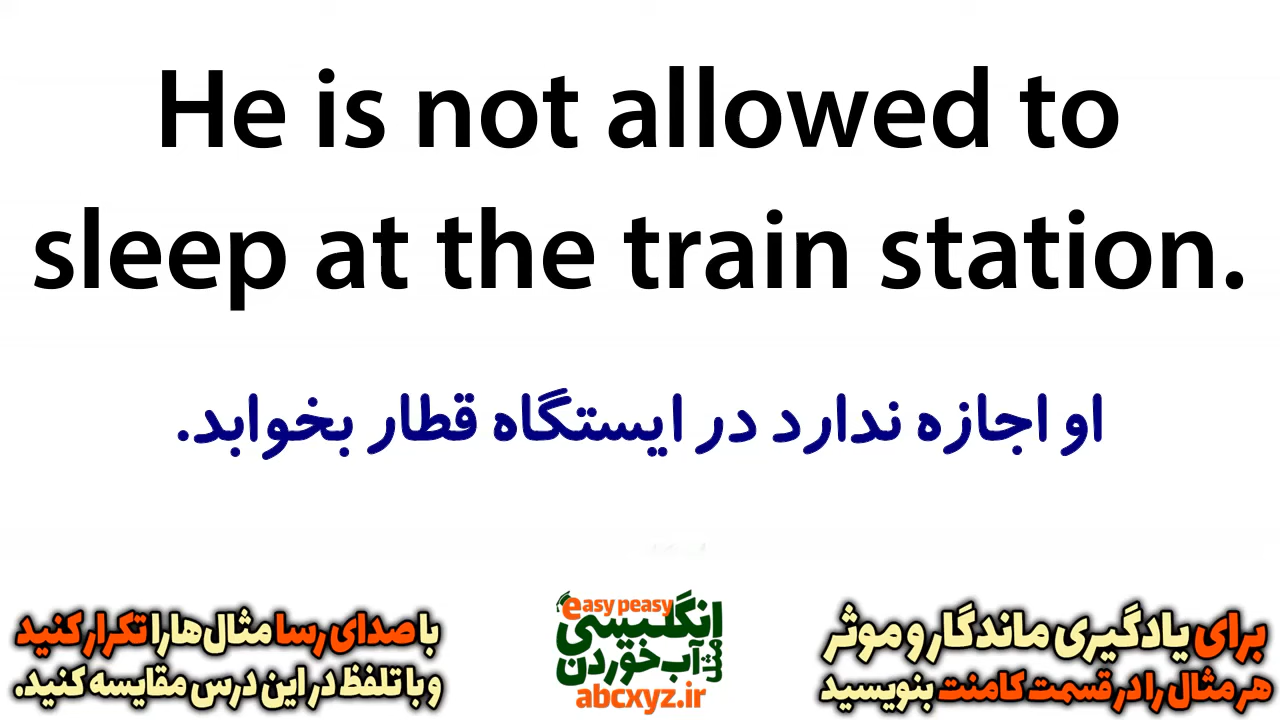 He is not allowed to
sleep at the train station.
او اجازه ندارد در ایستگاه قطار بخوابد.
برای یادگیری ماندگار و موثر
هر مثال را در قسمت کامنت بنویسید
easy peasy
انگلیسی
مثل آب خوردن
abcxyz.ir
با صدای رسا مثال‌ها را تکرار کنید
و با تلفظ در این درس مقایسه کنید.